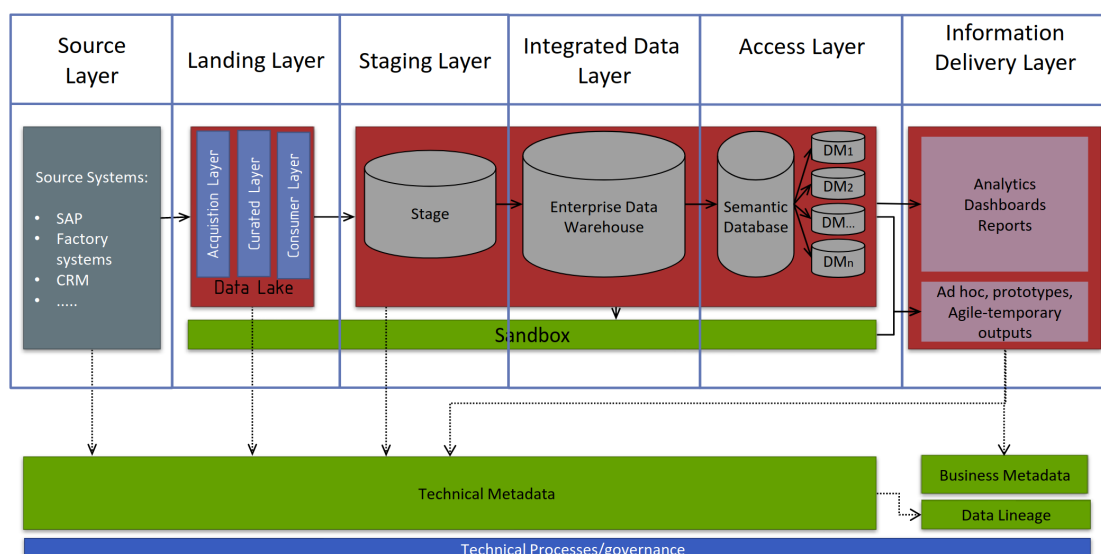 Source
Layer
Landing Layer
Staging Layer
Integrated Data
Layer
Access Layer
Information
Delivery Layer
Source Systems:
• SAP
• Factory
systems
• CRM
• .....
Acquistion Layer
Curated Layer
Consumer Layer
Data Lake
Stage
Enterprise Data
Warehouse
Semantic
Database
DM1
DM2
DM...
DMn
Analytics
Dashboards
Reports
Ad hoc, prototypes,
Agile-temporary
outputs
Sandbox
Technical Metadata
Business Metadata
Data Lineage
Technical Processes/governance